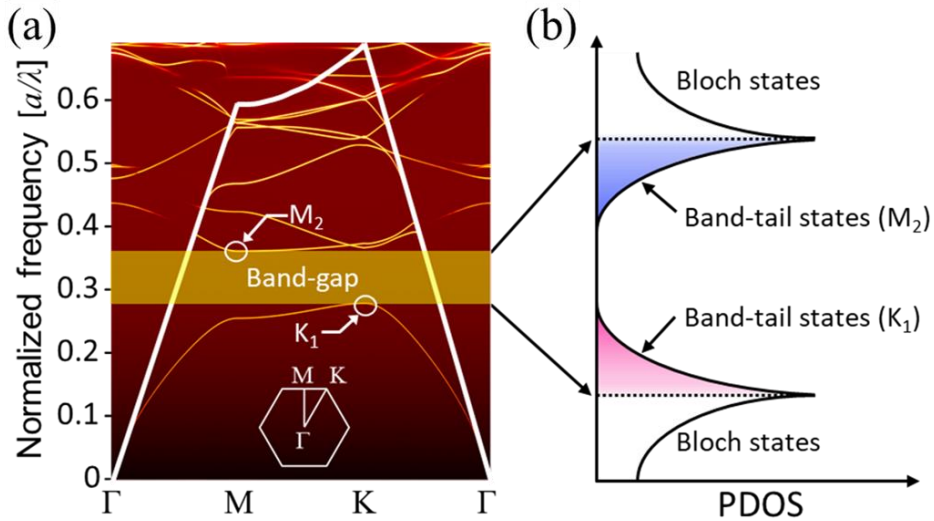 (a)
Normalized frequency [a/λ]
0.6
0.5
0.4
0.3
0.2
0.1
0
M₂
Band-gap
K₁
M K
Γ
Γ M K Γ
(b)
Bloch states
Band-tail states (M₂)
Band-tail states (K₁)
Bloch states
PDOS